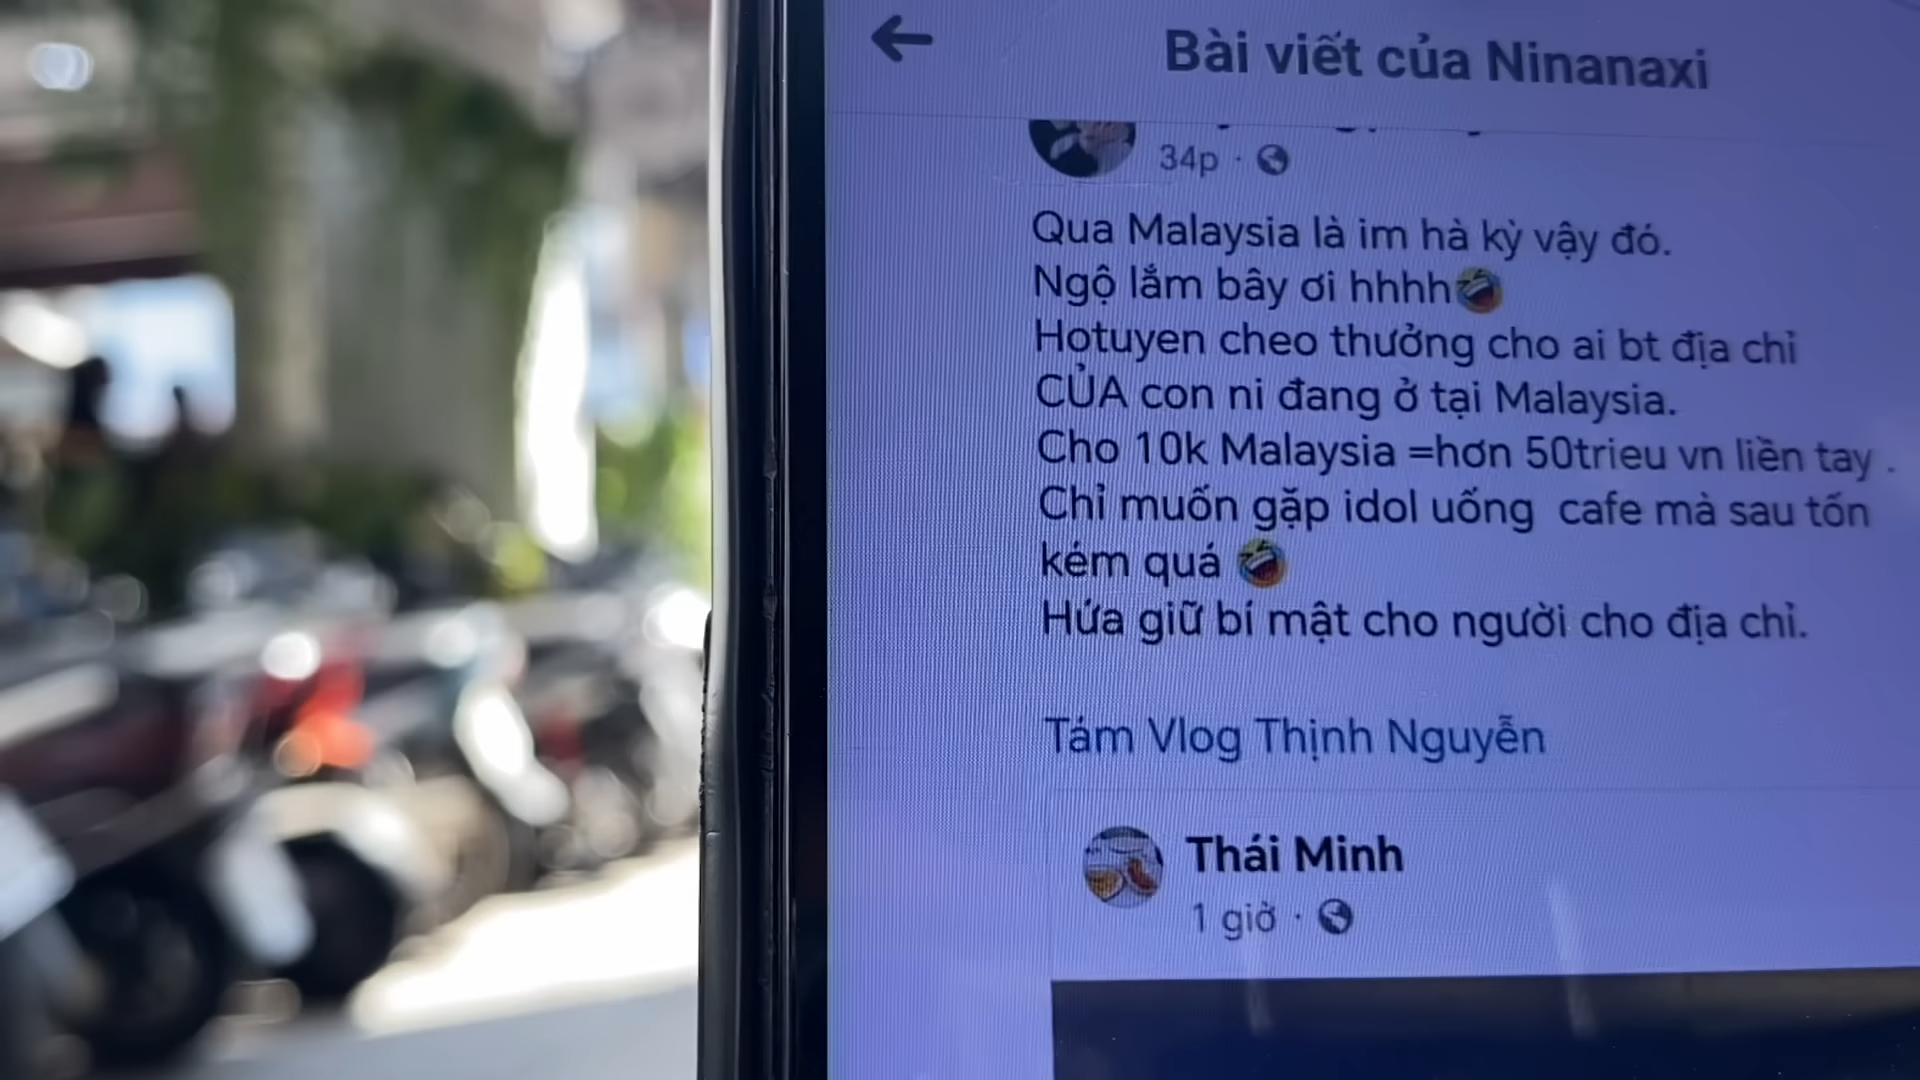 Bài viết của Ninanaxi
34p ·
Qua Malaysia là im hà kỳ vậy đó.
Ngộ lắm bây ơi hhhh🤣
Hotuyen cheo thưởng cho ai bt địa chỉ
CỦA con ni đang ở tại Malaysia.
Cho 10k Malaysia =hơn 50trieu vn liền tay .
Chỉ muốn gặp idol uống cafe mà sau tốn
kém quá 🤣
Hứa giữ bí mật cho người cho địa chỉ.
Tám Vlog Thịnh Nguyễn
Thái Minh
1 giờ ·